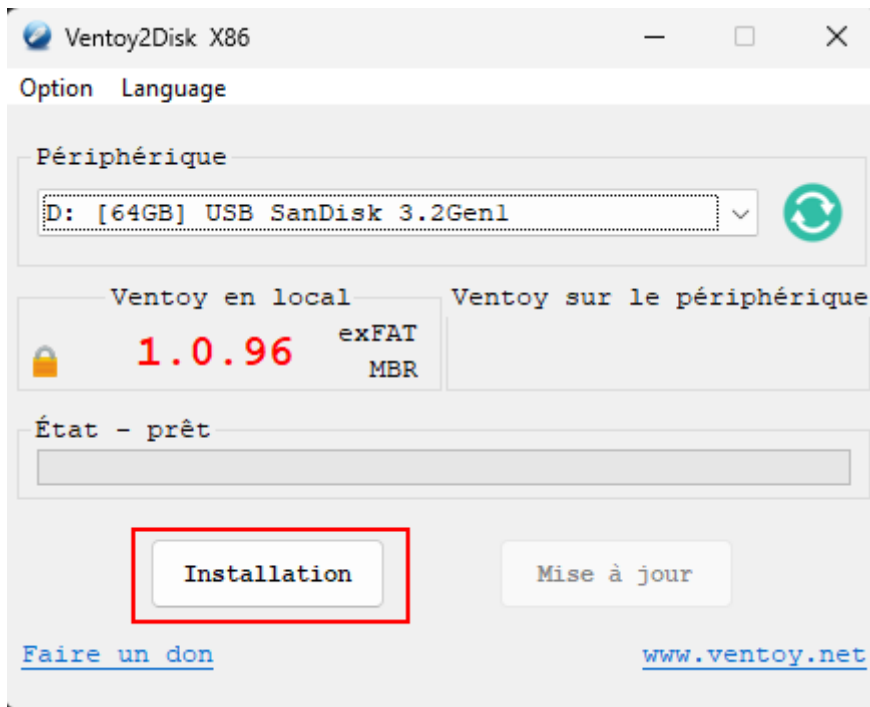 Ventoy2Disk X86
Option Language
Périphérique
D: [64GB] USB SanDisk 3.2Gen1
Ventoy en local
Ventoy sur le périphérique
1.0.96
exFAT
MBR
État - prêt
Installation
Mise à jour
Faire un don
www.ventoy.net